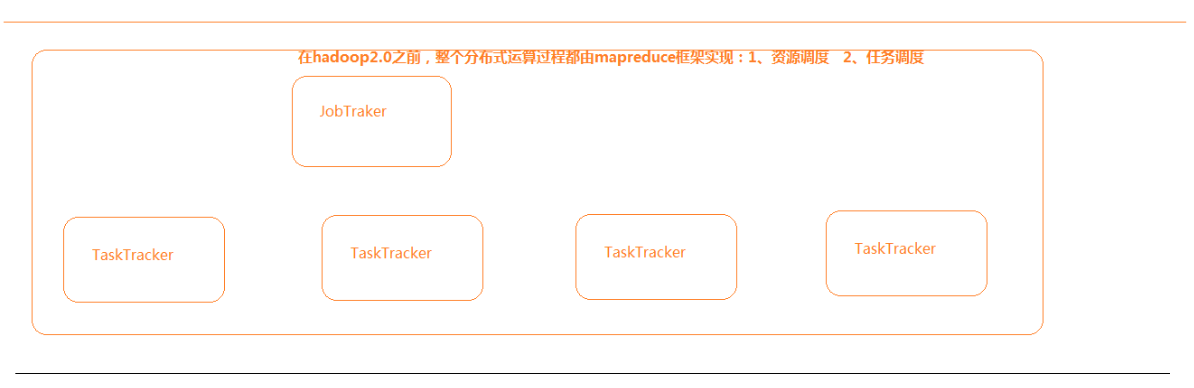 在hadoop2.0之前，整个分布式运算过程都由mapreduce框架实现：1、资源调度 2、任务调度
JobTraker
TaskTracker
TaskTracker
TaskTracker
TaskTracker